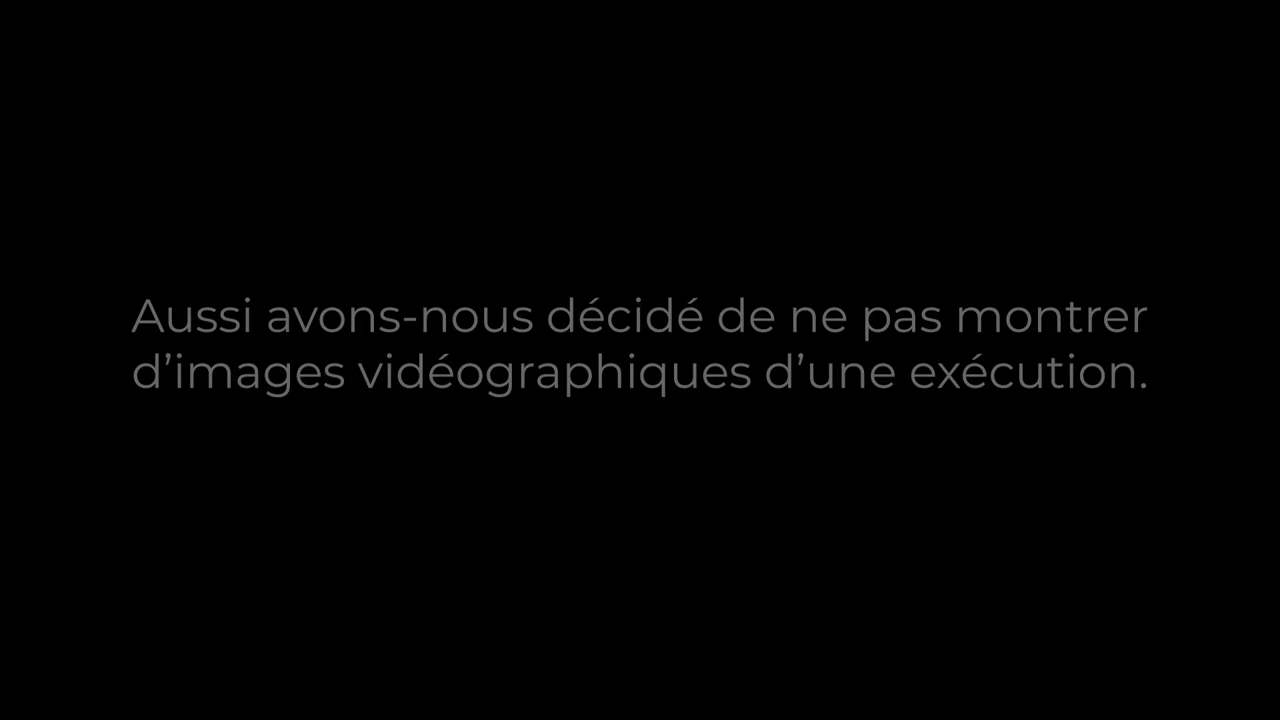 Aussi avons-nous décidé de ne pas montrer
d’images vidéographiques d’une exécution.